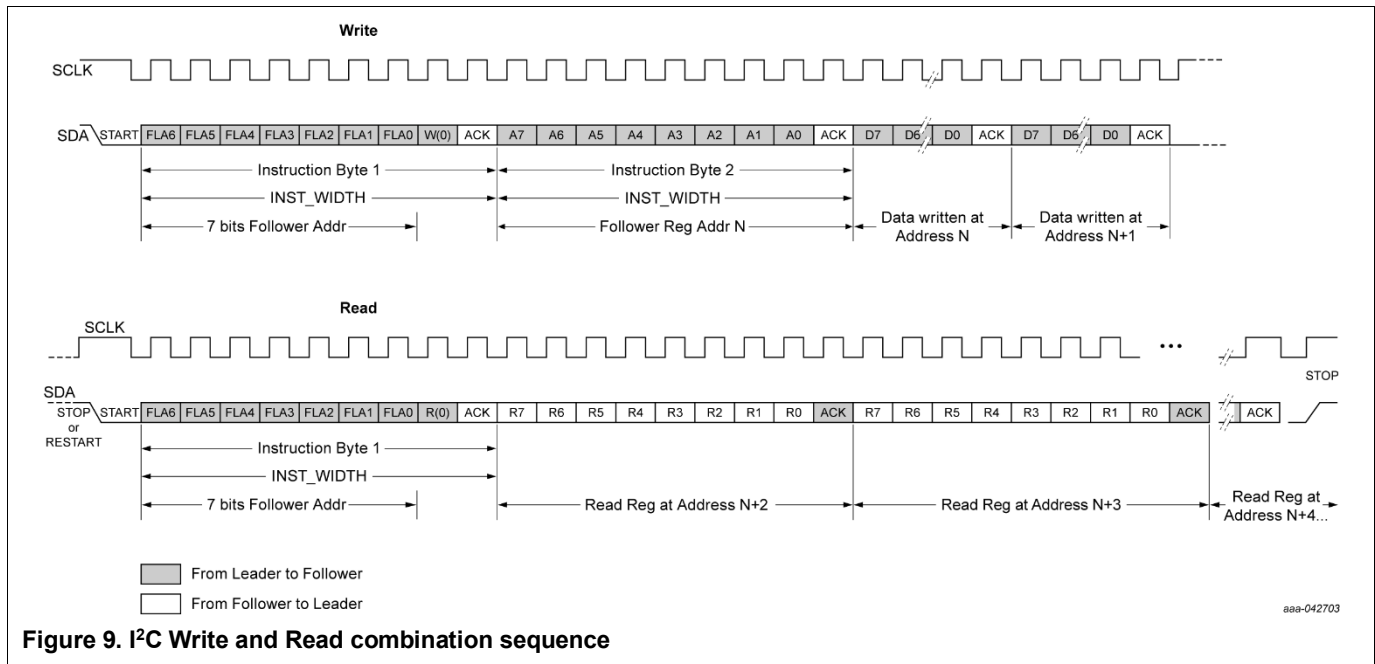 Write
SCLK
SDA START FLA6 FLA5 FLA4 FLA3 FLA2 FLA1 FLA0 W(0) ACK A7 A6 A5 A4 A3 A2 A1 A0 ACK D7 D6 D0 ACK D7 D6 D0 ACK
Instruction Byte 1 Instruction Byte 2
INST_WIDTH INST_WIDTH
7 bits Follower Addr Follower Reg Addr N Data written at Address N Data written at Address N+1
Read
SCLK
...
STOP
SDA
STOP or RESTART START FLA6 FLA5 FLA4 FLA3 FLA2 FLA1 FLA0 R(0) ACK R7 R6 R5 R4 R3 R2 R1 R0 ACK R7 R6 R5 R4 R3 R2 R1 R0 ACK ACK
Instruction Byte 1
INST_WIDTH
7 bits Follower Addr Read Reg at Address N+2 Read Reg at Address N+3 Read Reg at Address N+4...
From Leader to Follower
From Follower to Leader
aaa-042703
Figure 9. I²C Write and Read combination sequence